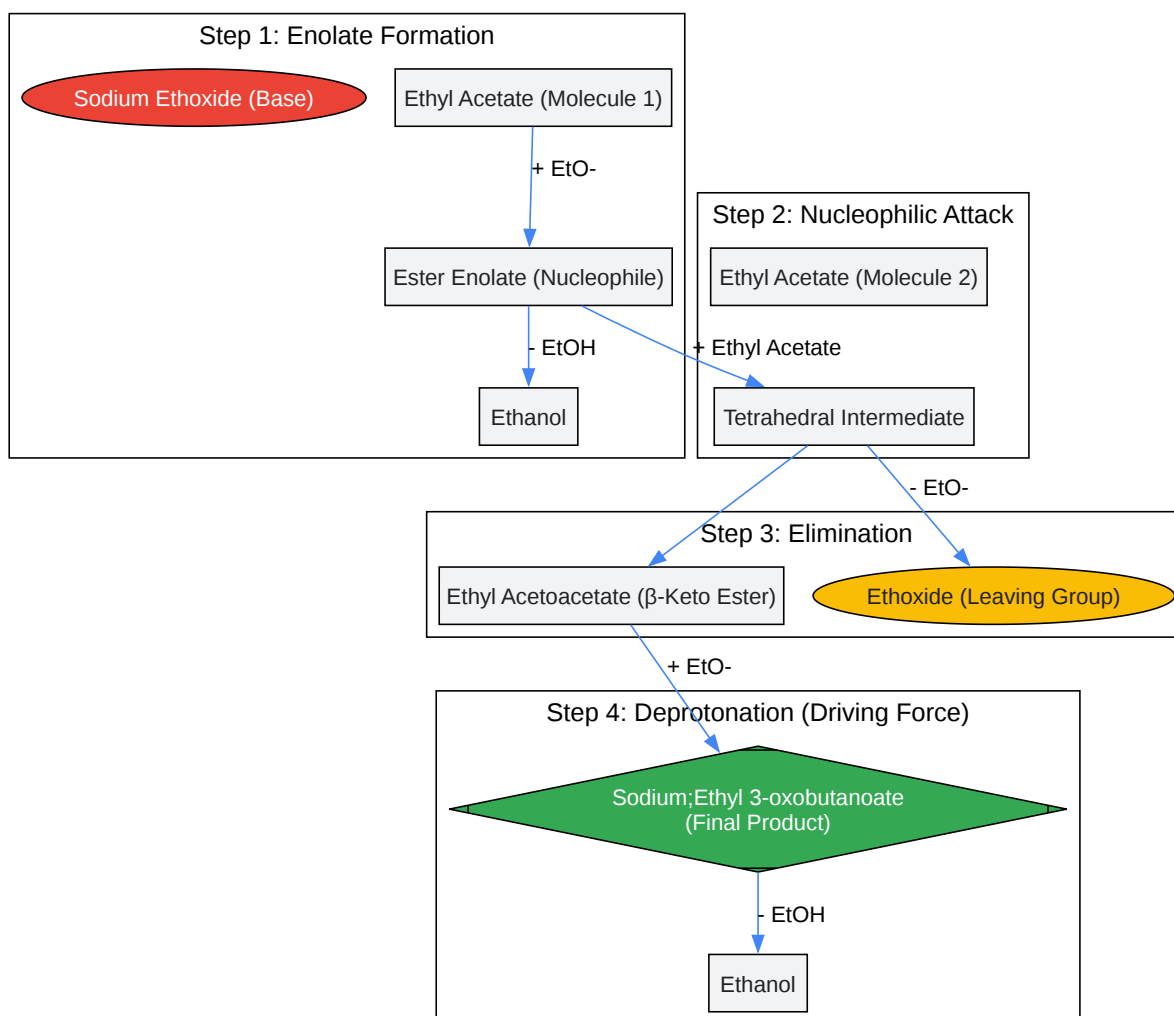 Step 1: Enolate Formation
Sodium Ethoxide (Base)
Ethyl Acetate (Molecule 1)
+ EtO-
Step 2: Nucleophilic Attack
Ester Enolate (Nucleophile)
Ethyl Acetate (Molecule 2)
- EtOH
+ Ethyl Acetate
Ethanol
Tetrahedral Intermediate
- EtO-
Step 3: Elimination
Ethyl Acetoacetate (β-Keto Ester)
Ethoxide (Leaving Group)
+ EtO-
Step 4: Deprotonation (Driving Force)
Sodium;Ethyl 3-oxobutanoate
(Final Product)
- EtOH
Ethanol